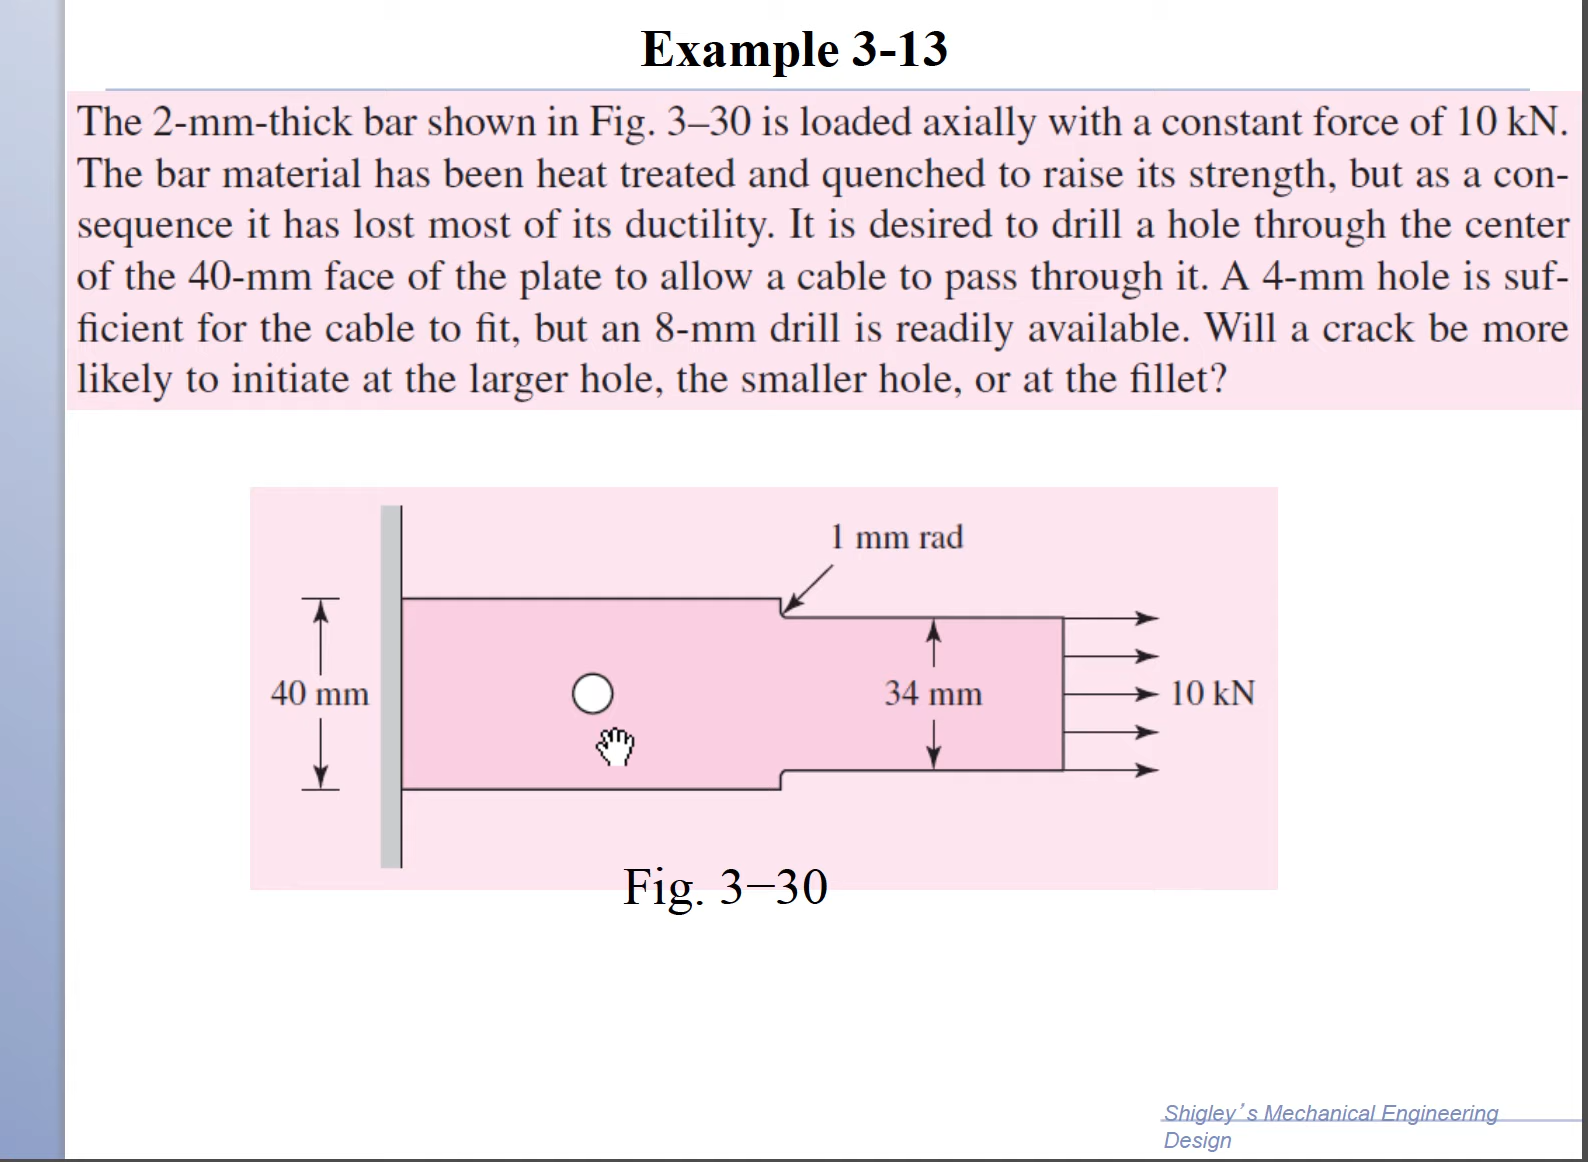 Example 3-13
The 2-mm-thick bar shown in Fig. 3–30 is loaded axially with a constant force of 10 kN.
The bar material has been heat treated and quenched to raise its strength, but as a con-
sequence it has lost most of its ductility. It is desired to drill a hole through the center
of the 40-mm face of the plate to allow a cable to pass through it. A 4-mm hole is suf-
ficient for the cable to fit, but an 8-mm drill is readily available. Will a crack be more
likely to initiate at the larger hole, the smaller hole, or at the fillet?
1 mm rad
40 mm
34 mm
10 kN
Fig. 3−30
Shigley’s Mechanical Engineering
Design